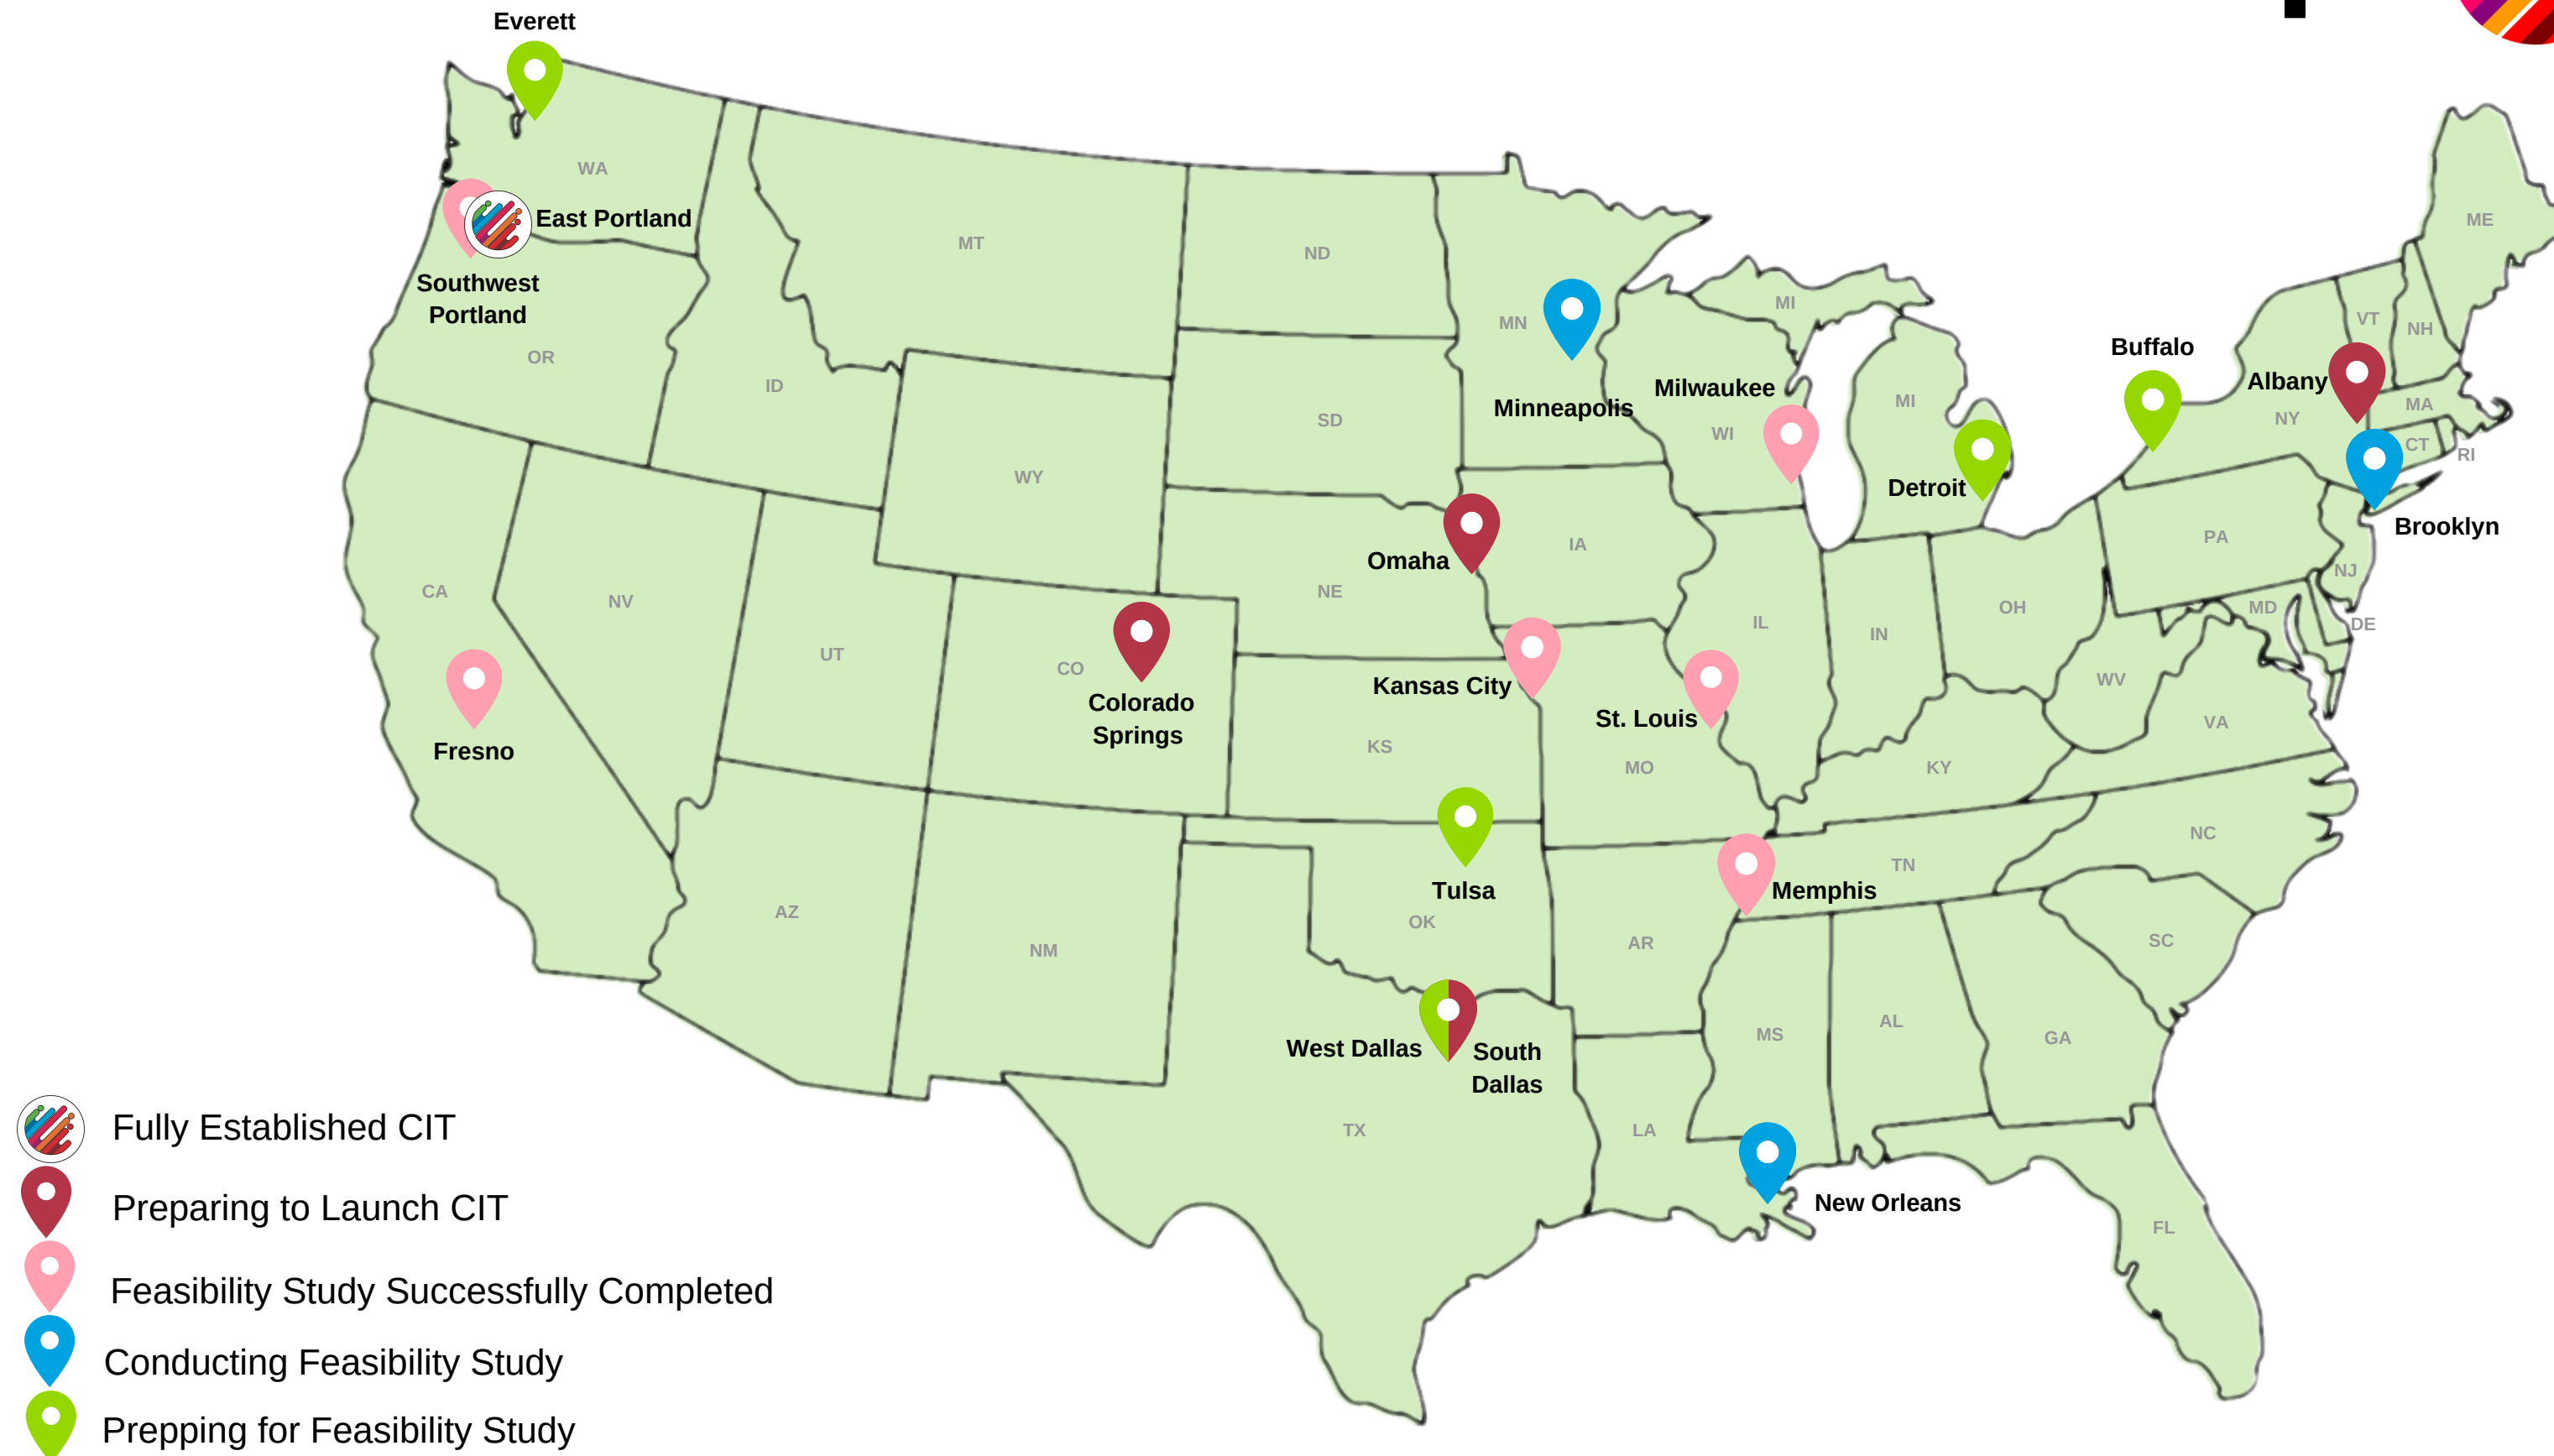 Everett
WA
East Portland
Southwest
Portland
OR
MT
ND
MN
Minneapolis
MI
Milwaukee
WI
MI
Detroit
Buffalo
Albany
NY
VT
NH
ME
MA
CT
RI
Brooklyn
ID
WY
SD
Omaha
IA
NE
PA
NJ
MD
DE
OH
IN
IL
WV
VA
CA
NV
UT
CO
Colorado
Springs
Kansas City
St. Louis
KS
MO
KY
Fresno
NC
TN
Memphis
Tulsa
OK
AR
SC
AZ
NM
West Dallas
South
Dallas
MS
AL
GA
TX
LA
New Orleans
FL
Fully Established CIT
Preparing to Launch CIT
Feasibility Study Successfully Completed
Conducting Feasibility Study
Prepping for Feasibility Study